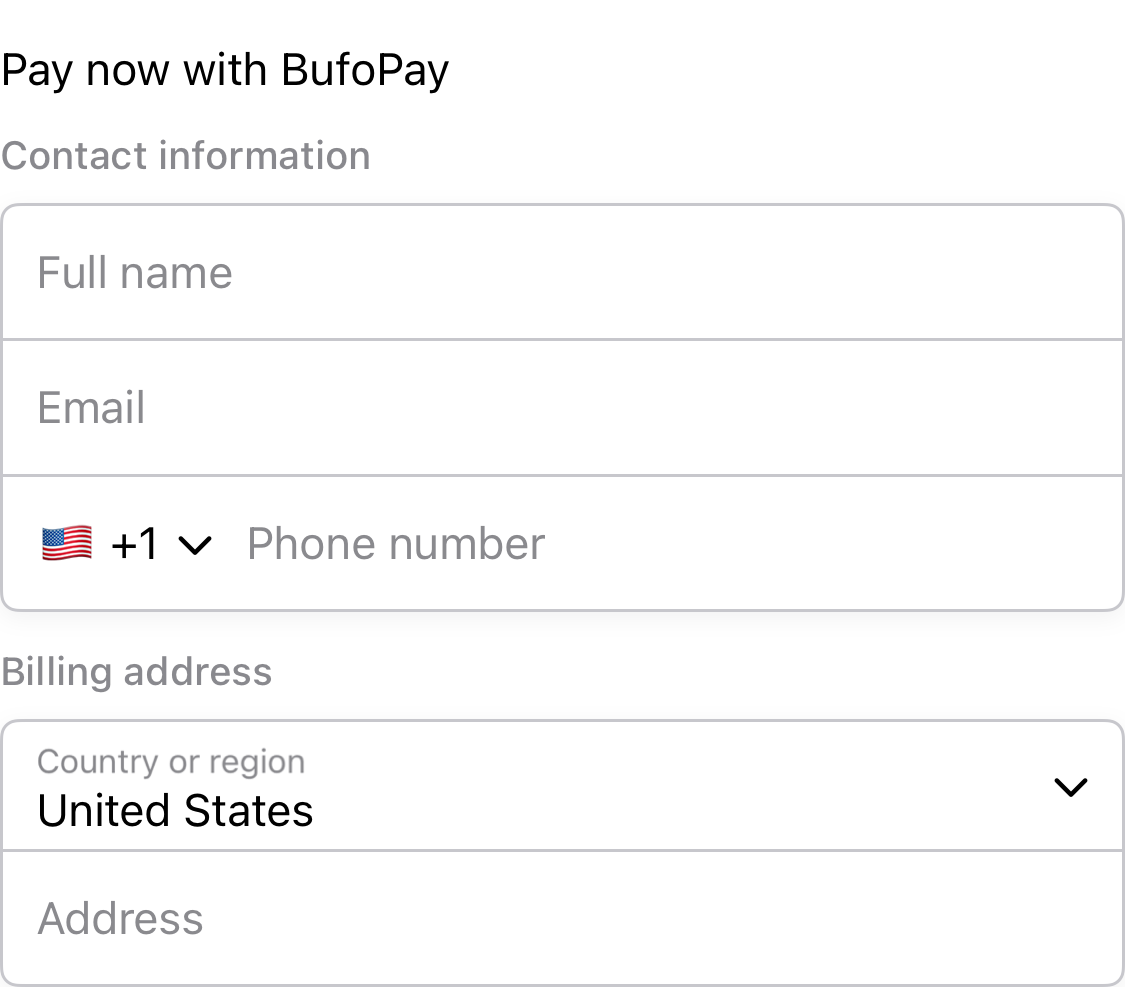 Pay now with BufoPay
Contact information
Full name
Email
+1 Phone number
Billing address
Country or region
United States
Address